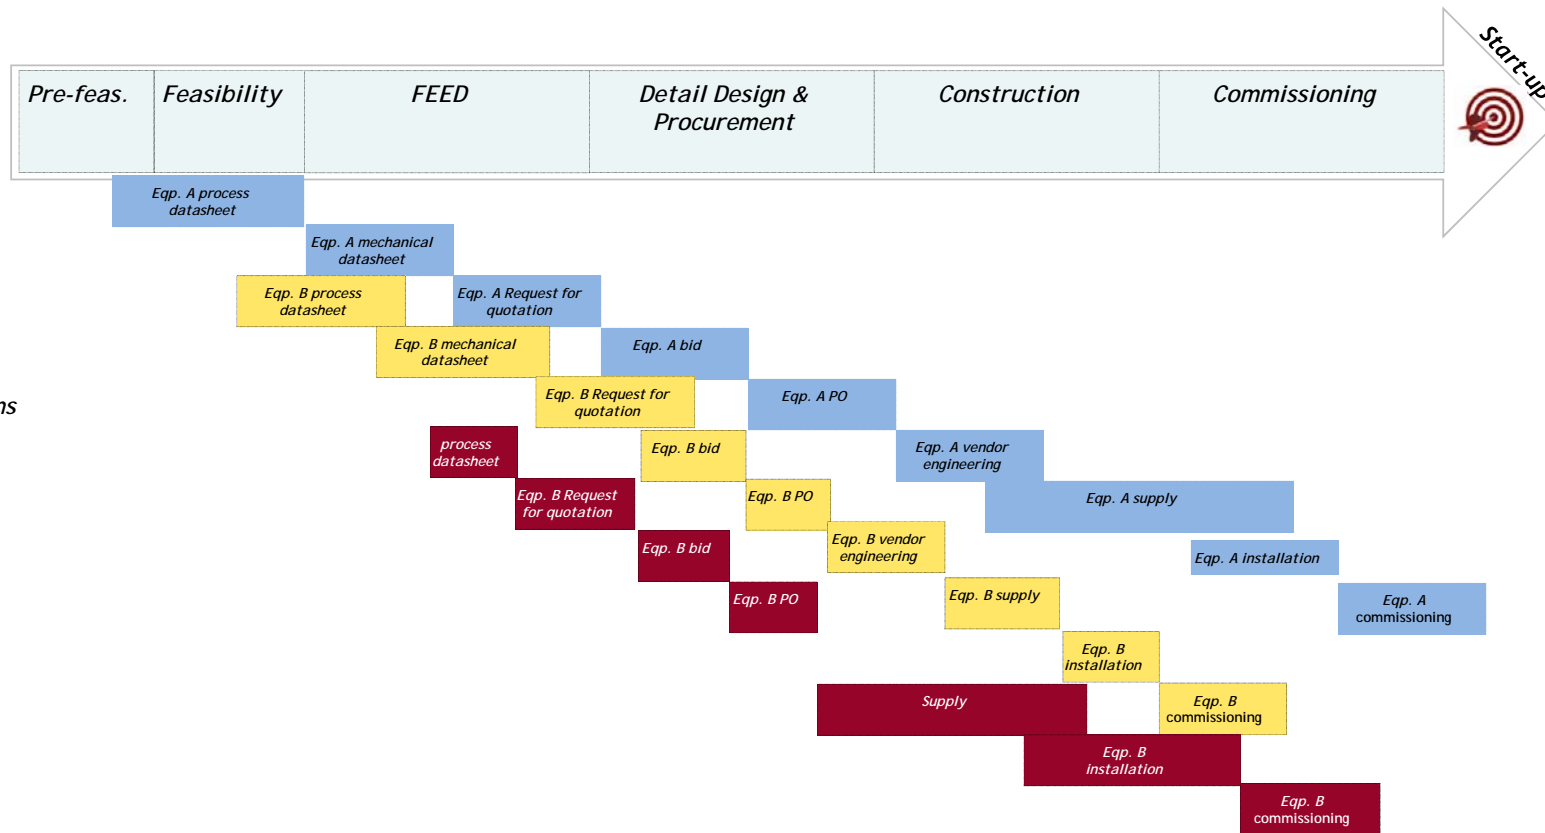 Start-up
Pre-feas.
Feasibility
FEED
Detail Design &
Procurement
Construction
Commissioning
Eqp. A process
datasheet
Eqp. A mechanical
datasheet
Eqp. B process
datasheet
Eqp. A Request for
quotation
Eqp. B mechanical
datasheet
Eqp. A bid
Eqp. B Request for
quotation
Eqp. A PO
ns
process
datasheet
Eqp. B bid
Eqp. A vendor
engineering
Eqp. B Request
for quotation
Eqp. B PO
Eqp. A supply
Eqp. B bid
Eqp. B vendor
engineering
Eqp. A installation
Eqp. B PO
Eqp. B supply
Eqp. A
commissioning
Eqp. B
installation
Supply
Eqp. B
commissioning
Eqp. B
installation
Eqp. B
commissioning